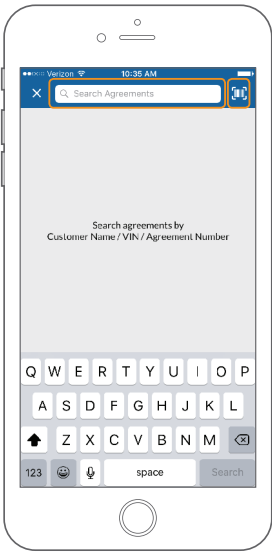 Verizon 10:35 AM
Search Agreements
Search agreements by
Customer Name / VIN / Agreement Number
Q W E R T Y U I O P
A S D F G H J K L
Z X C V B N M
123 space Search